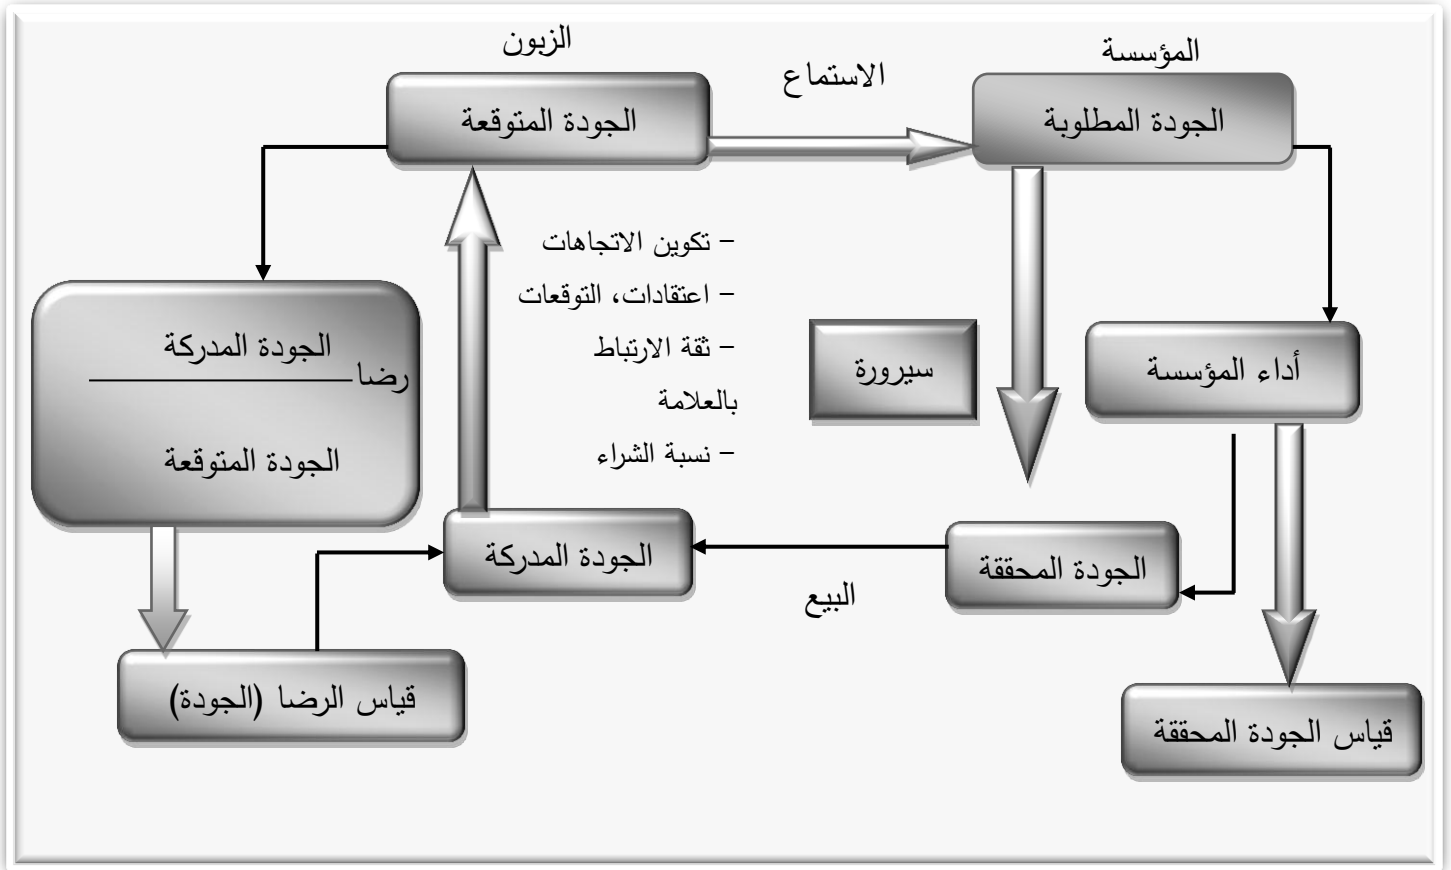 المؤسسة
الزبون
الاستماع
الجودة المطلوبة
الجودة المتوقعة
– تكوين الاتجاهات
– اعتقادات، التوقعات
– ثقة الارتباط
بالعلامة
– نسبة الشراء
سيرورة
أداء المؤسسة
الجودة المدركة
رضا
الجودة المتوقعة
الجودة المحققة
البيع
الجودة المدركة
قياس الرضا (الجودة)
قياس الجودة المحققة